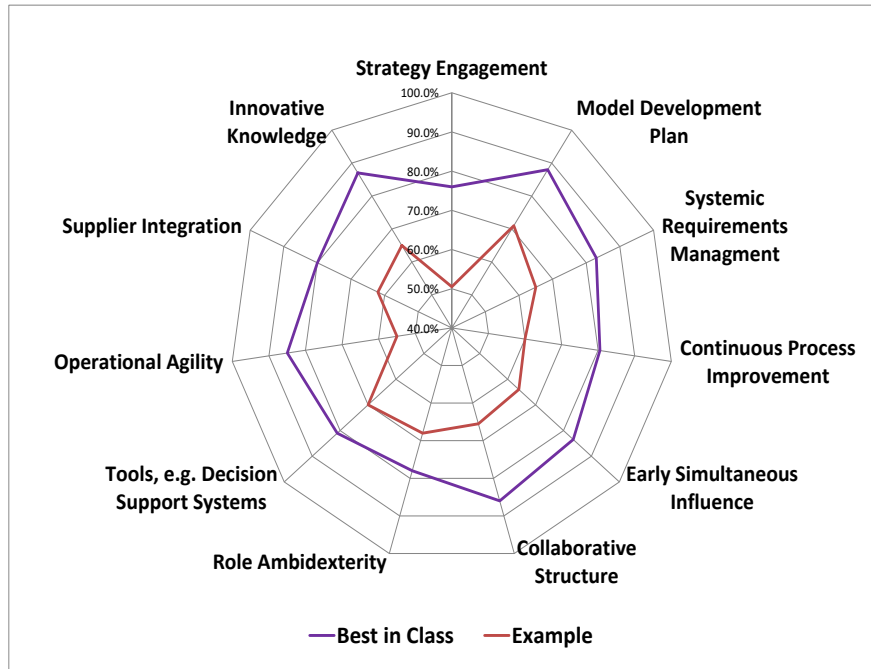 Strategy Engagement
Innovative
Knowledge
Model Development
Plan
Supplier Integration
Systemic
Requirements
Managment
Operational Agility
Continuous Process
Improvement
Tools, e.g. Decision
Support Systems
Early Simultaneous
Influence
Role Ambidexterity
Collaborative
Structure
100.0%
90.0%
80.0%
70.0%
60.0%
50.0%
40.0%
Best in Class
Example